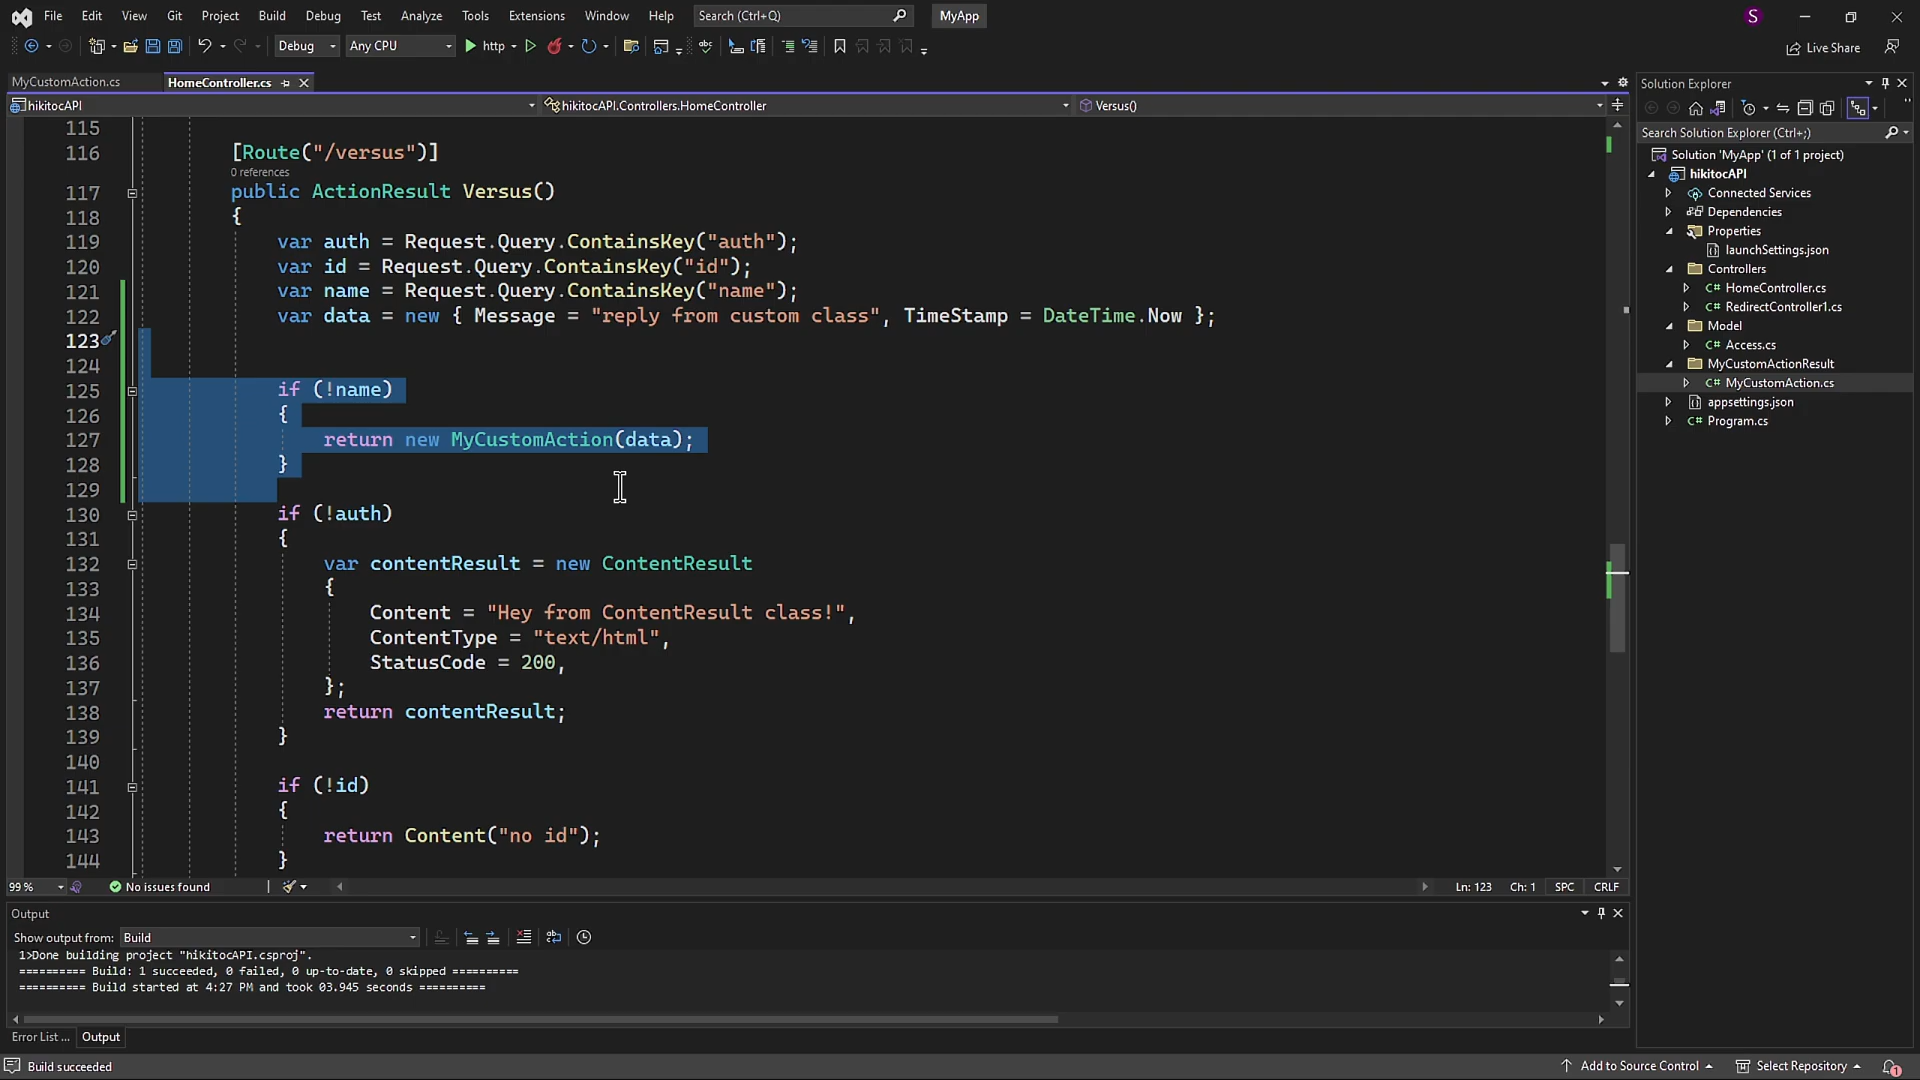 File Edit View Git Project Build Debug Test Analyze Tools Extensions Window Help Search (Ctrl+Q) MyApp S
Debug Any CPU http Live Share
MyCustomAction.cs HomeController.cs
hikitocAPI hikitocAPI.Controllers.HomeController Versus()
115
116 [Route("/versus")]
0 references
117 public ActionResult Versus()
118 {
119 var auth = Request.Query.ContainsKey("auth");
120 var id = Request.Query.ContainsKey("id");
121 var name = Request.Query.ContainsKey("name");
122 var data = new { Message = "reply from custom class", TimeStamp = DateTime.Now };
123
124
125 if (!name)
126 {
127 return new MyCustomAction(data);
128 }
129
130 if (!auth)
131 {
132 var contentResult = new ContentResult
133 {
134 Content = "Hey from ContentResult class!",
135 ContentType = "text/html",
136 StatusCode = 200,
137 };
138 return contentResult;
139 }
140
141 if (!id)
142 {
143 return Content("no id");
144 }
99 % No issues found Ln: 123 Ch: 1 SPC CRLF
Output
Show output from: Build
1>Done building project "hikitocAPI.csproj".
========== Build: 1 succeeded, 0 failed, 0 up-to-date, 0 skipped ==========
========== Build started at 4:27 PM and took 03.945 seconds ==========
Error List ... Output
Build succeeded Add to Source Control Select Repository 1
Solution Explorer
Search Solution Explorer (Ctrl+;)
Solution 'MyApp' (1 of 1 project)
hikitocAPI
Connected Services
Dependencies
Properties
launchSettings.json
Controllers
C# HomeController.cs
C# RedirectController1.cs
Model
C# Access.cs
MyCustomActionResult
C# MyCustomAction.cs
appsettings.json
C# Program.cs